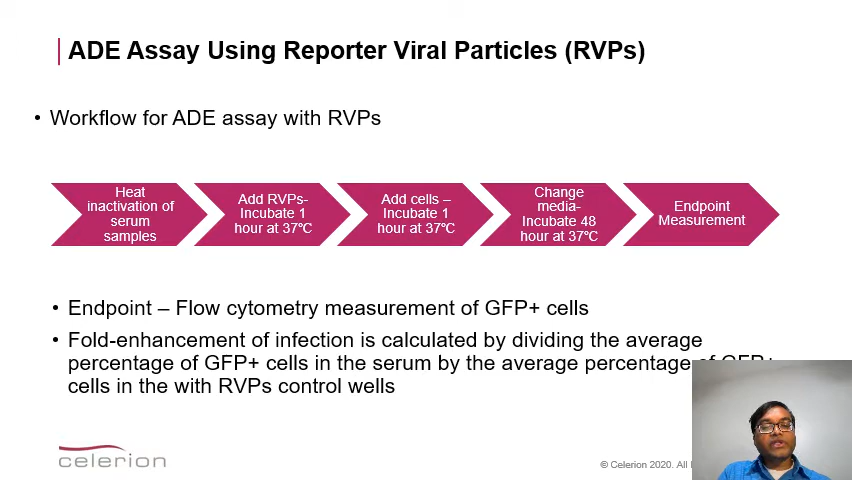 ADE Assay Using Reporter Viral Particles (RVPs)
• Workflow for ADE assay with RVPs
Heat
inactivation of
serum
samples
Add RVPs-
Incubate 1
hour at 37ºC
Add cells –
Incubate 1
hour at 37ºC
Change
media-
Incubate 48
hour at 37ºC
Endpoint
Measurement
• Endpoint – Flow cytometry measurement of GFP+ cells
• Fold-enhancement of infection is calculated by dividing the average
percentage of GFP+ cells in the serum by the average percentage of GFP+
cells in the with RVPs control wells
celerion
© Celerion 2020. All